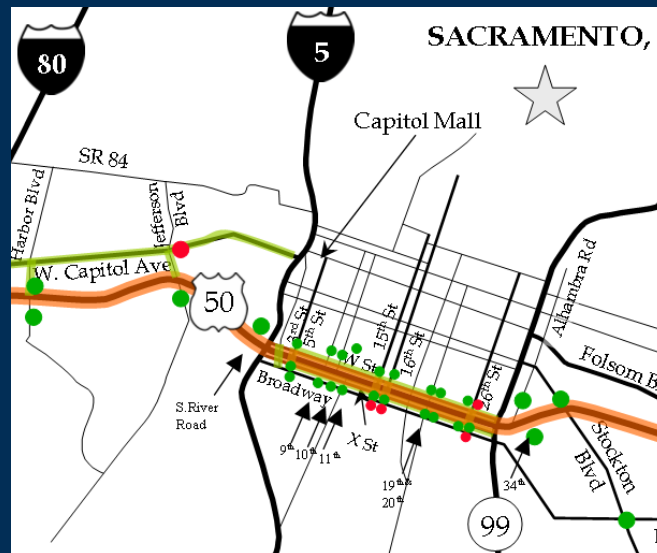 SACRAMENTO,
80
5
Capitol Mall
SR 84
Harbor Blvd
Jefferson
Blvd
W. Capitol Ave
50
3rd St
5th St
15th St
16th St
26th St
Alhambra Rd
Folsom B
W St
Broadway
S.River
Road
X St
9th
10th
11th
19th &
20th
34th
Stockton
Blvd
99